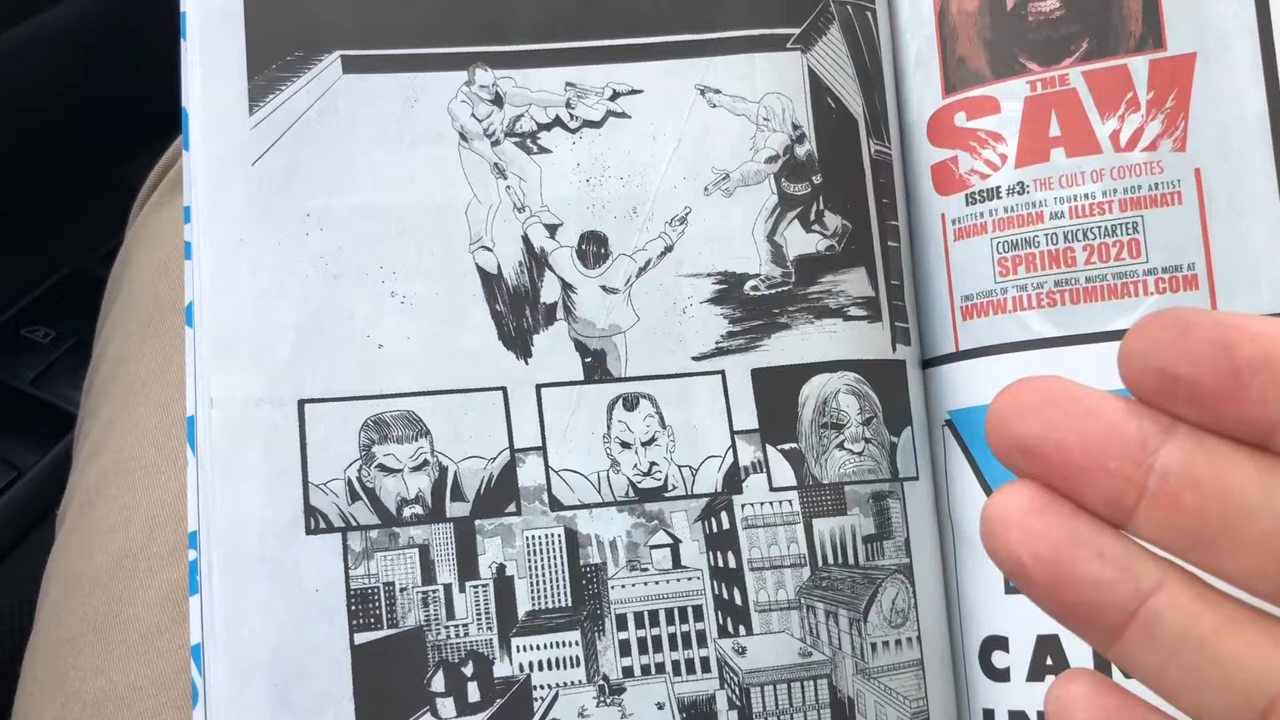 THE
SAV
ISSUE #3: THE CULT OF COYOTES
WRITTEN BY NATIONAL TOURING HIP-HOP ARTIST
JAVAN JORDAN AKA ILLEST UMINATI
COMING TO KICKSTARTER
SPRING 2020
FIND ISSUES OF "THE SAV", MERCH, MUSIC VIDEOS AND MORE AT
WWW.ILLESTUMINATI.COM
CA
IN